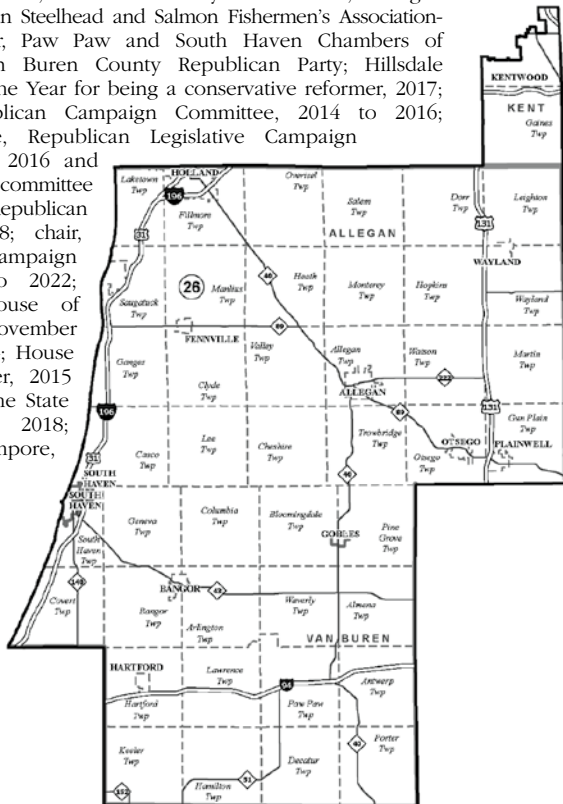 n Steelhead and Salmon Fishermen's Association-
r, Paw Paw and South Haven Chambers of
n Buren County Republican Party; Hillsdale
he Year for being a conservative reformer, 2017;
ublican Campaign Committee, 2014 to 2016;
e, Republican Legislative Campaign
2016 and
committee
epublican
8; chair,
ampaign
o 2022;
ouse of
ovember
; House
er, 2015
he State
2018;
mpore,
KENTWOOD
KENT
Gaines
Twp
Laketown
Twp
HOLLAND
Overisel
Twp
196
Fillmore
Twp
Salem
Twp
Dorr
Twp
Leighton
Twp
31
ALLEGAN
131
WAYLAND
26
40
Saugatuck
Twp
Manlius
Twp
Heath
Twp
Monterey
Twp
Hopkins
Twp
Wayland
Twp
FENNVILLE
89
Ganges
Twp
Valley
Twp
Allegan
Twp
Watson
Twp
Martin
Twp
Clyde
Twp
ALLEGAN
222
196
89
131
Gun Plain
Twp
31
Casco
Twp
Lee
Twp
Cheshire
Twp
40
Trowbridge
Twp
OTSEGO
Otsego
Twp
PLAINWELL
SOUTH
HAVEN
SOUTH
HAVEN
South
Haven
Twp
Geneva
Twp
Columbia
Twp
Bloomingdale
Twp
GOBLES
Pine
Grove
Twp
140
Covert
Twp
BANGOR
43
Bangor
Twp
Arlington
Twp
Waverly
Twp
Almena
Twp
VAN BUREN
HARTFORD
Hartford
Twp
Lawrence
Twp
94
Paw Paw
Twp
Antwerp
Twp
Keeler
Twp
Hamilton
Twp
51
Decatur
Twp
40
Porter
Twp
152